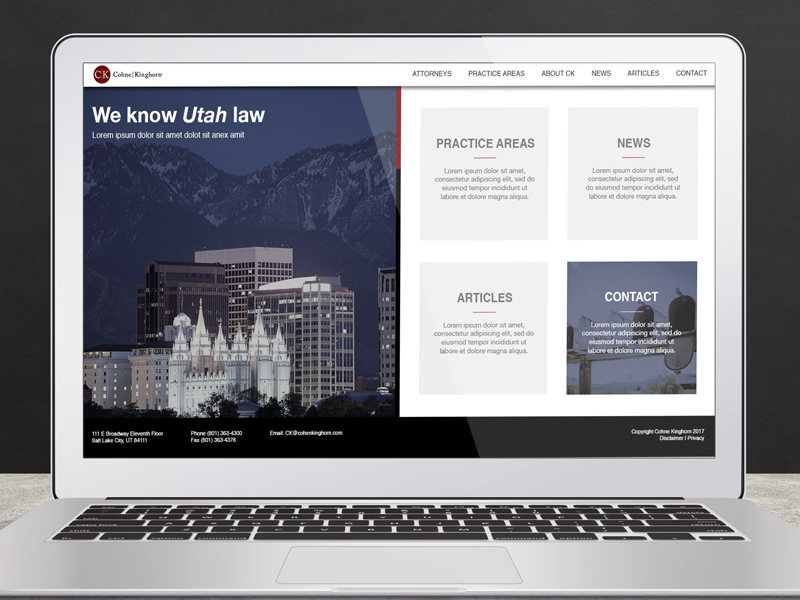 CK Cohne|Kinghorn
ATTORNEYS PRACTICE AREAS ABOUT CK NEWS ARTICLES CONTACT
We know Utah law
Lorem ipsum dolor sit amet dolot sit anex amit
PRACTICE AREAS
Lorem ipsum dolor sit amet,
consectetur adipiscing elit, sed do
eiusmod tempor incididunt ut
labore et dolore magna aliqua.
NEWS
Lorem ipsum dolor sit amet,
consectetur adipiscing elit, sed do
eiusmod tempor incididunt ut
labore et dolore magna aliqua.
ARTICLES
Lorem ipsum dolor sit amet,
consectetur adipiscing elit, sed do
eiusmod tempor incididunt ut
labore et dolore magna aliqua.
CONTACT
Lorem ipsum dolor sit amet,
consectetur adipiscing elit, sed do
eiusmod tempor incididunt ut
labore et dolore magna aliqua.
111 E Broadway Eleventh Floor
Salt Lake City, UT 84111
Phone (801) 363-4300
Fax (801) 363-4378
Email: CK@cohenkinghorn.com
Copyright Cohne Kinghorn 2017
Disclaimer | Privacy